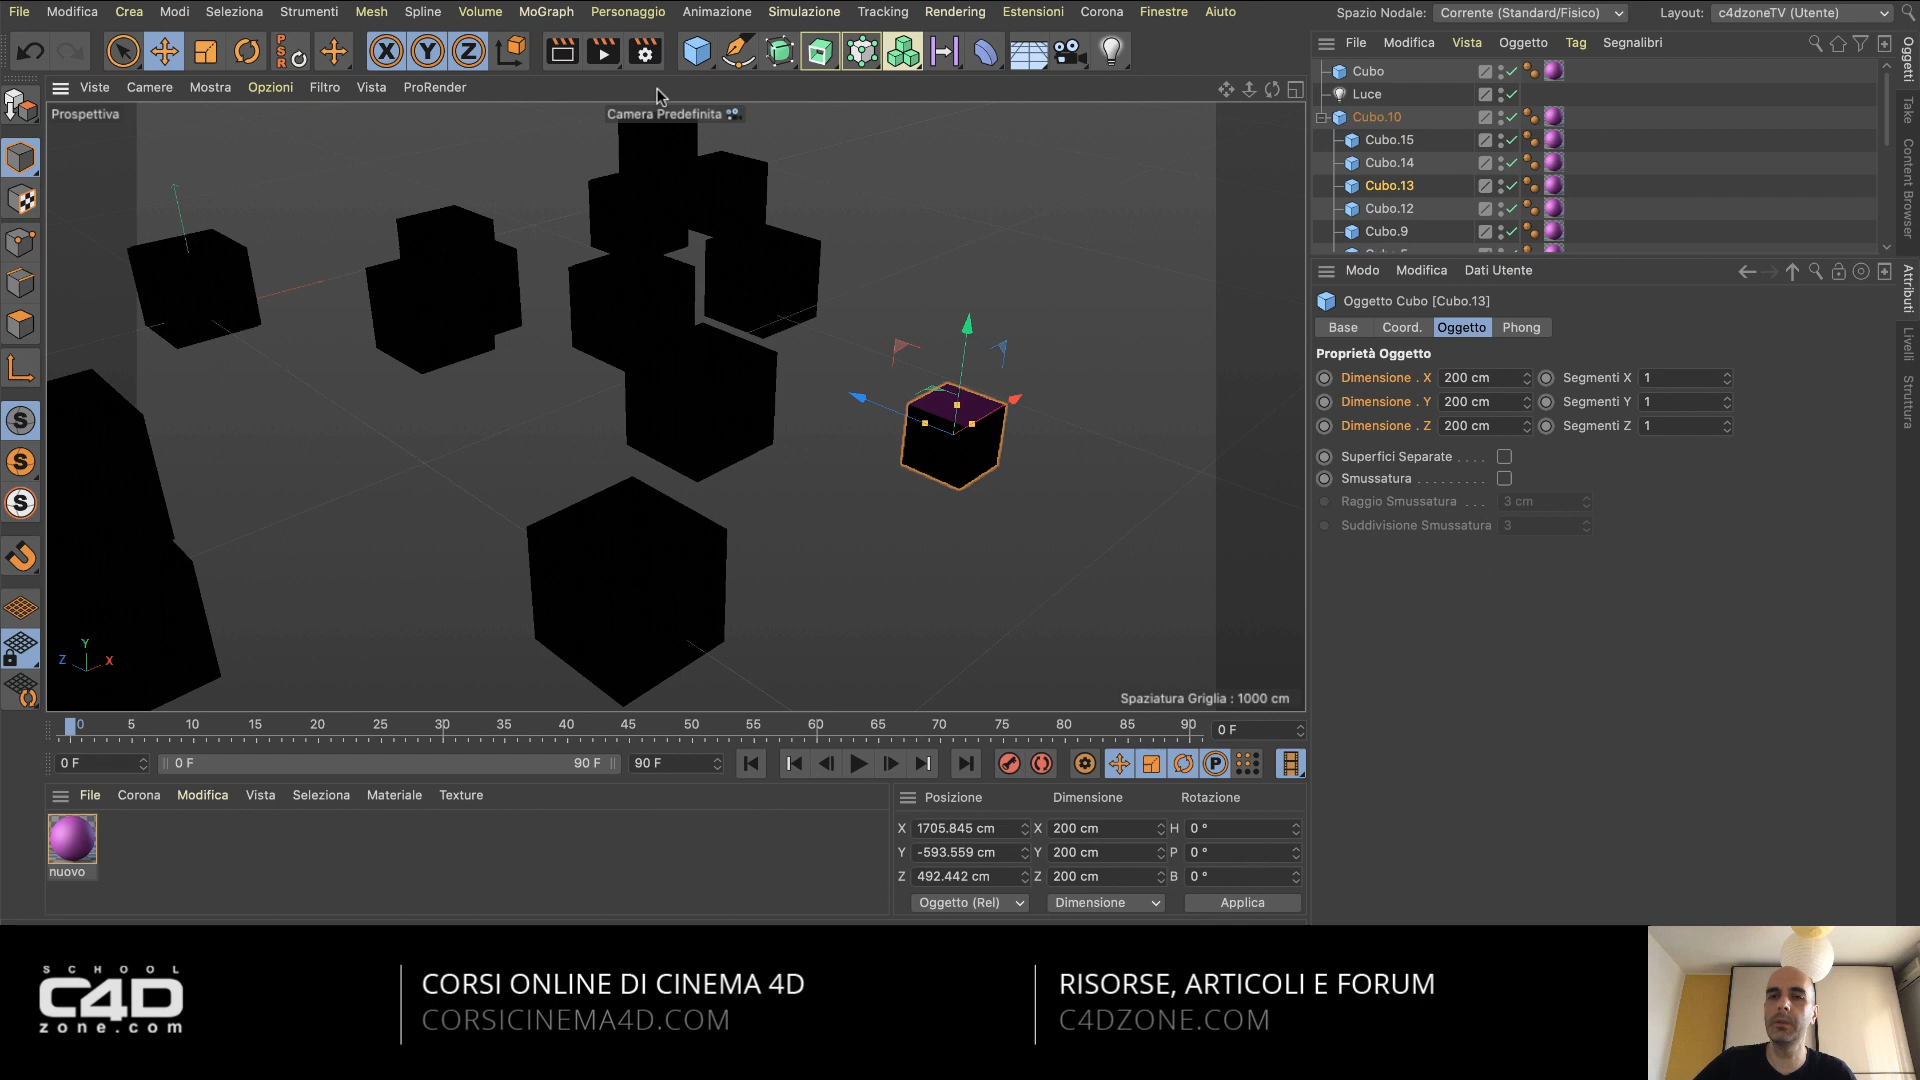 File Modifica Crea Modi Seleziona Strumenti Mesh Spline Volume MoGraph Personaggio Animazione Simulazione Tracking Rendering Estensioni Corona Finestre Aiuto
Spazio Nodale: Corrente (Standard/Fisico) Layout: c4dzoneTV (Utente)
PSR X Y Z
File Modifica Vista Oggetto Tag Segnalibri
Viste Camere Mostra Opzioni Filtro Vista ProRender
Prospettiva
Camera Predefinita
Cubo
Luce
Cubo.10
Cubo.15
Cubo.14
Cubo.13
Cubo.12
Cubo.9
Oggetti
Take
Content Browser
Modo Modifica Dati Utente
Oggetto Cubo [Cubo.13]
Base Coord. Oggetto Phong
Proprietà Oggetto
Dimensione . X 200 cm Segmenti X 1
Dimensione . Y 200 cm Segmenti Y 1
Dimensione . Z 200 cm Segmenti Z 1
Superfici Separate . . . .
Smussatura . . . . . . . . .
Raggio Smussatura . . . 3 cm
Suddivisione Smussatura 3
Attributi
Livelli
Struttura
S
S
S
Y
Z X
Spaziatura Griglia : 1000 cm
0 5 10 15 20 25 30 35 40 45 50 55 60 65 70 75 80 85 90
0 F
0 F 0 F 90 F 90 F
P
File Corona Modifica Vista Seleziona Materiale Texture
nuovo
Posizione Dimensione Rotazione
X 1705.845 cm X 200 cm H 0 °
Y -593.559 cm Y 200 cm P 0 °
Z 492.442 cm Z 200 cm B 0 °
Oggetto (Rel) Dimensione Applica
SCHOOL
C4D
zone.com
CORSI ONLINE DI CINEMA 4D
CORSICINEMA4D.COM
RISORSE, ARTICOLI E FORUM
C4DZONE.COM